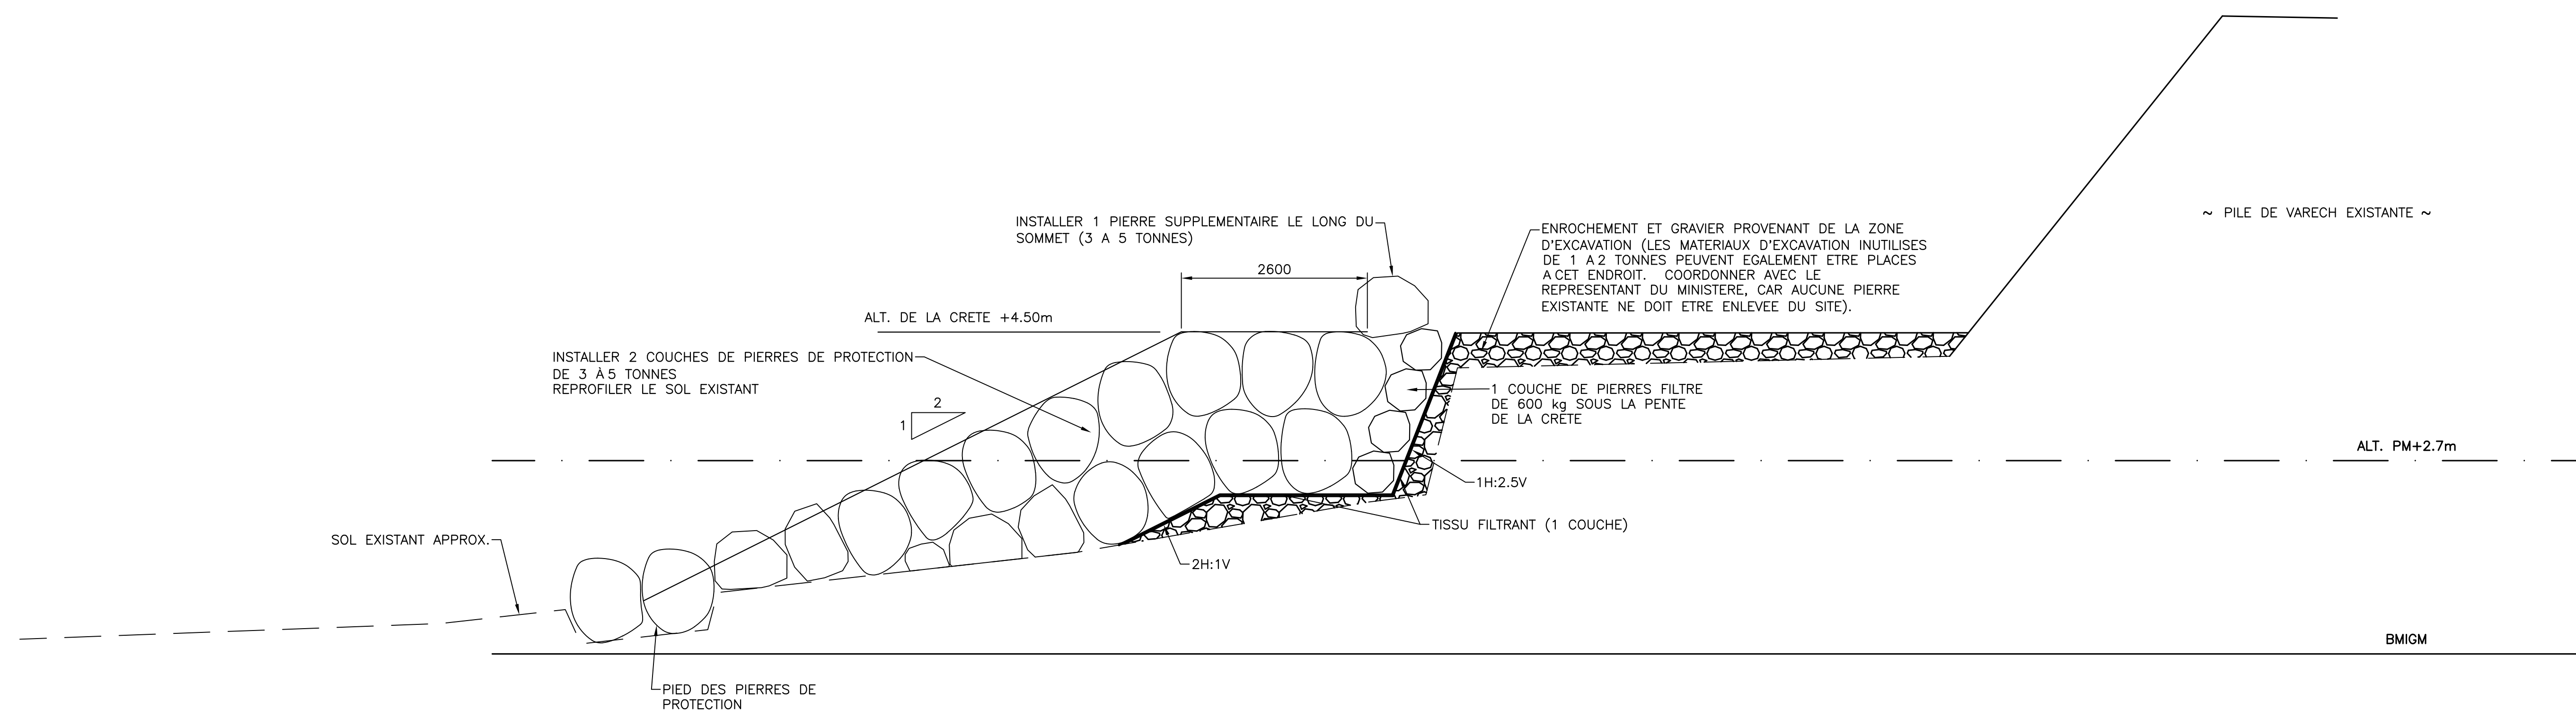 ~ PILE DE VARECH EXISTANTE ~
INSTALLER 1 PIERRE SUPPLEMENTAIRE LE LONG DU
SOMMET (3 A 5 TONNES)
ENROCHEMENT ET GRAVIER PROVENANT DE LA ZONE
D'EXCAVATION (LES MATERIAUX D'EXCAVATION INUTILISES
DE 1 A 2 TONNES PEUVENT EGALEMENT ETRE PLACES
A CET ENDROIT. COORDONNER AVEC LE
REPRESENTANT DU MINISTERE, CAR AUCUNE PIERRE
EXISTANTE NE DOIT ETRE ENLEVEE DU SITE).
2600
ALT. DE LA CRETE +4.50m
INSTALLER 2 COUCHES DE PIERRES DE PROTECTION
DE 3 À 5 TONNES
REPROFILER LE SOL EXISTANT
2
1
1 COUCHE DE PIERRES FILTRE
DE 600 kg SOUS LA PENTE
DE LA CRETE
ALT. PM+2.7m
1H:2.5V
TISSU FILTRANT (1 COUCHE)
SOL EXISTANT APPROX.
2H:1V
BMIGM
PIED DES PIERRES DE
PROTECTION